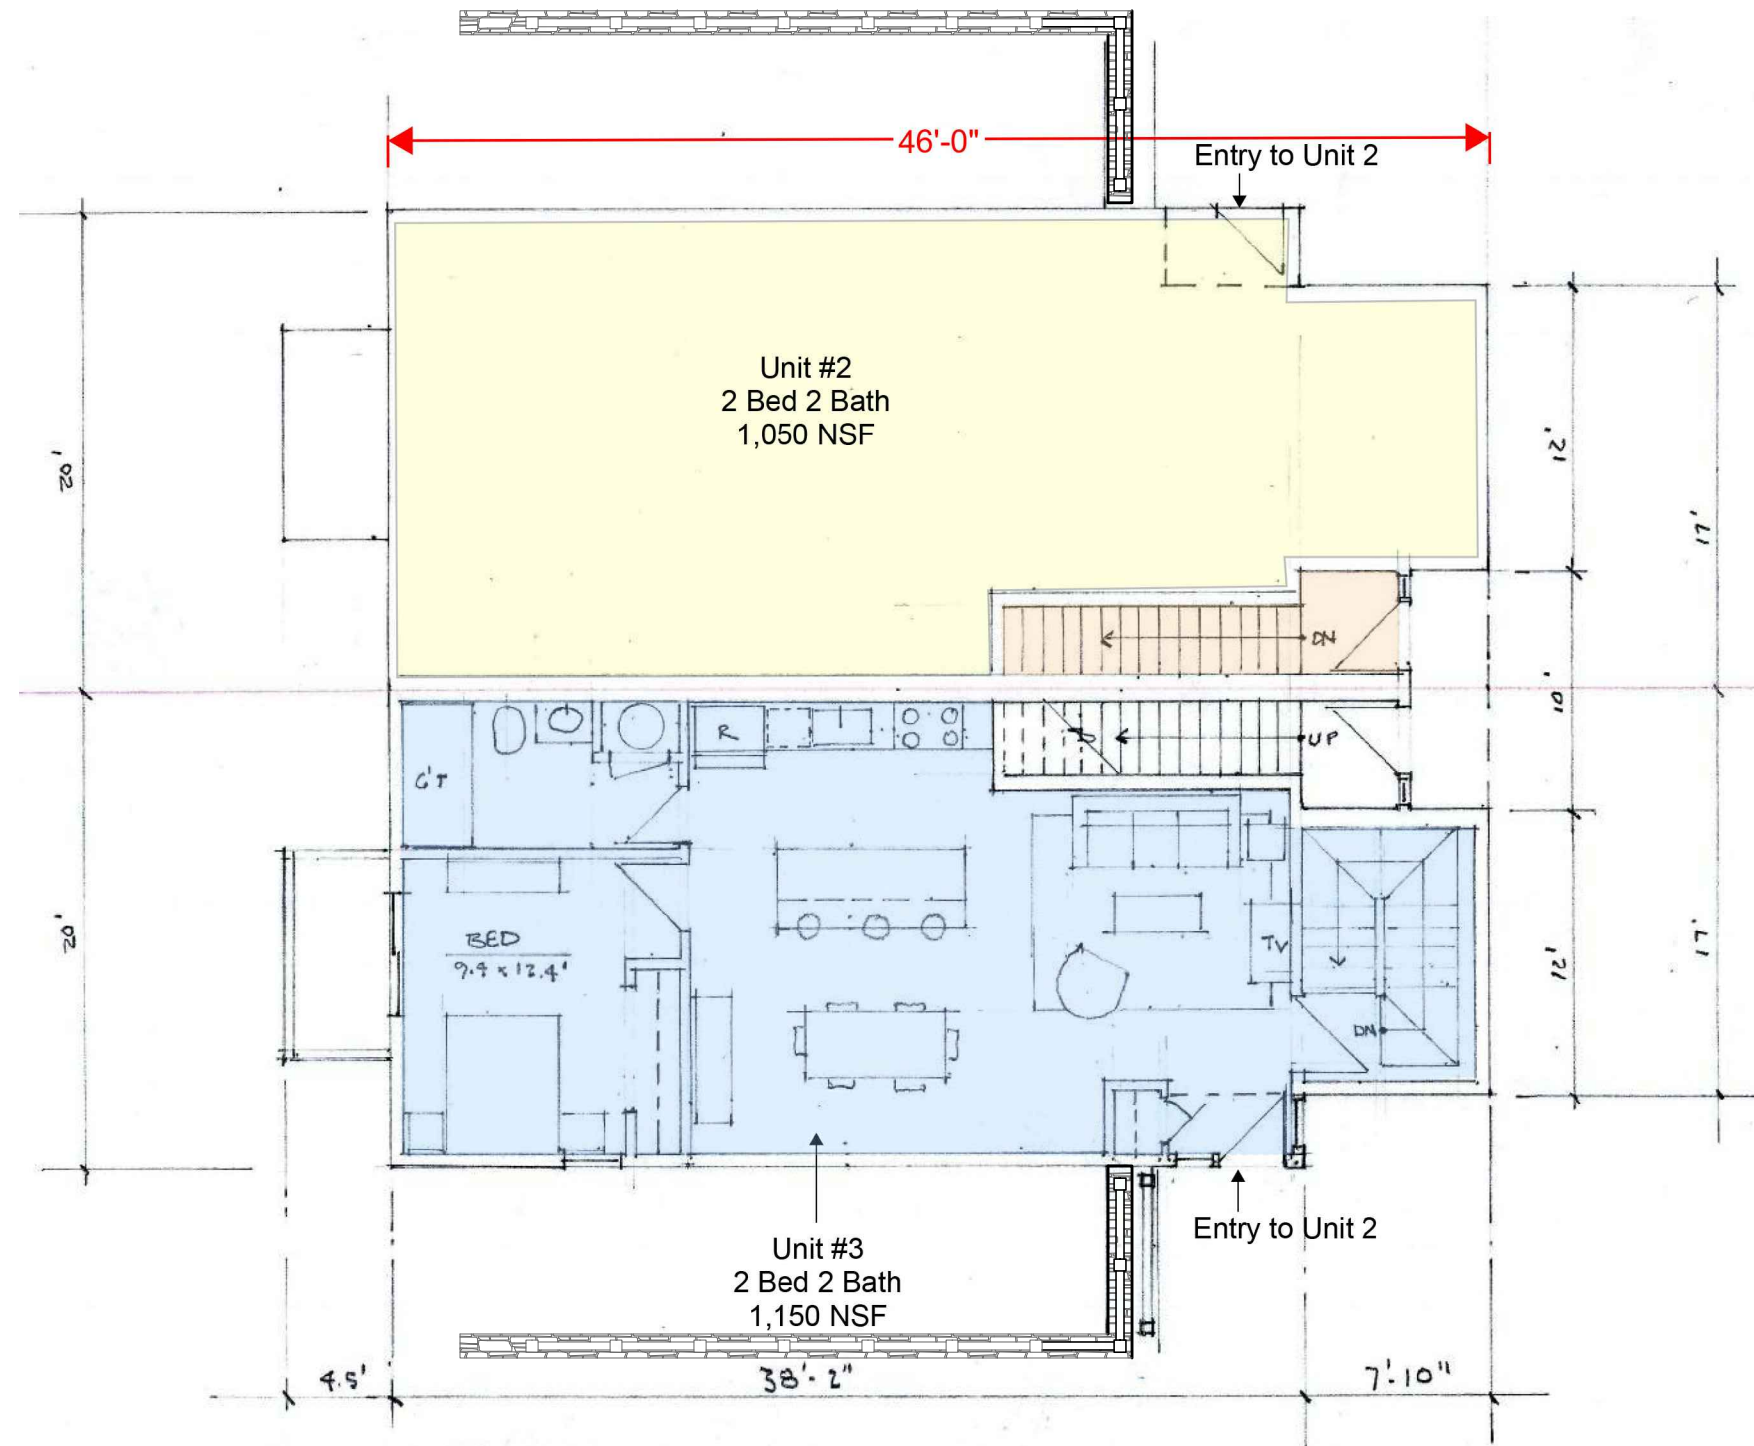 46'-0"
Entry to Unit 2
Unit #2
2 Bed 2 Bath
1,050 NSF
20'
12'
17'
DN
10'
UP
R
BED
9.4 x 12.4'
TV
DN
20'
12'
17'
Entry to Unit 2
Unit #3
2 Bed 2 Bath
1,150 NSF
4.5'
38'-2"
7'-10"